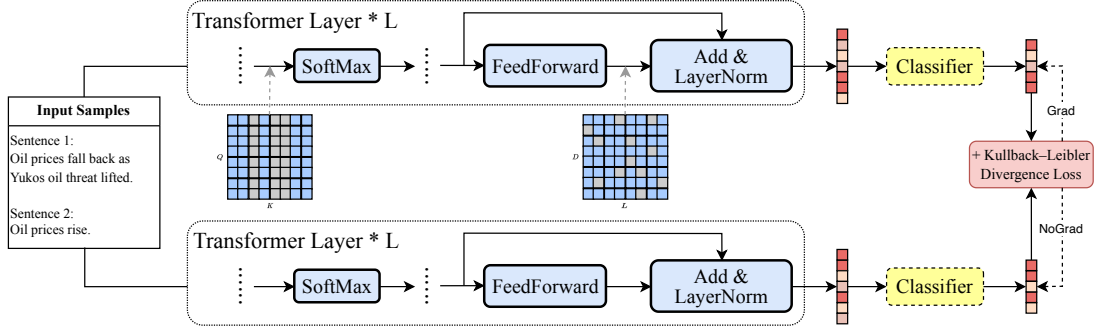 Transformer Layer * L
SoftMax
FeedForward
Add &
LayerNorm
Classifier
Input Samples
Sentence 1:
Oil prices fall back as
Yukos oil threat lifted.
Sentence 2:
Oil prices rise.
Q
K
D
L
Grad
+ Kullback–Leibler
Divergence Loss
NoGrad
Transformer Layer * L
SoftMax
FeedForward
Add &
LayerNorm
Classifier